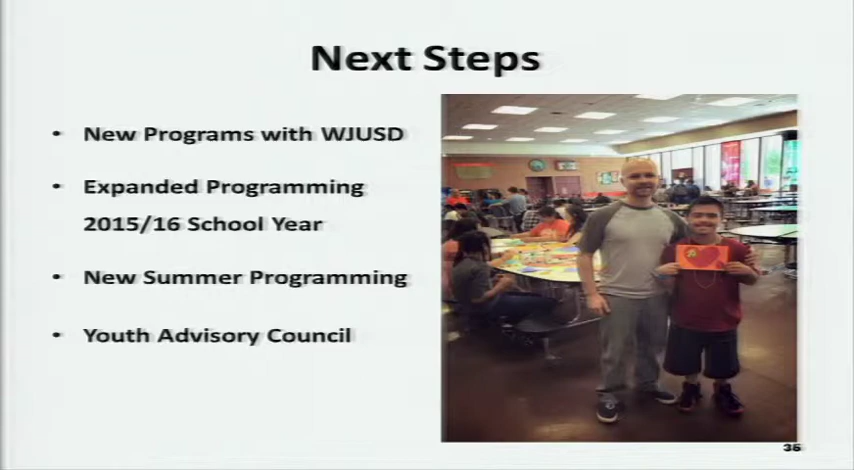 Next Steps
• New Programs with WJUSD
• Expanded Programming
2015/16 School Year
• New Summer Programming
• Youth Advisory Council
36